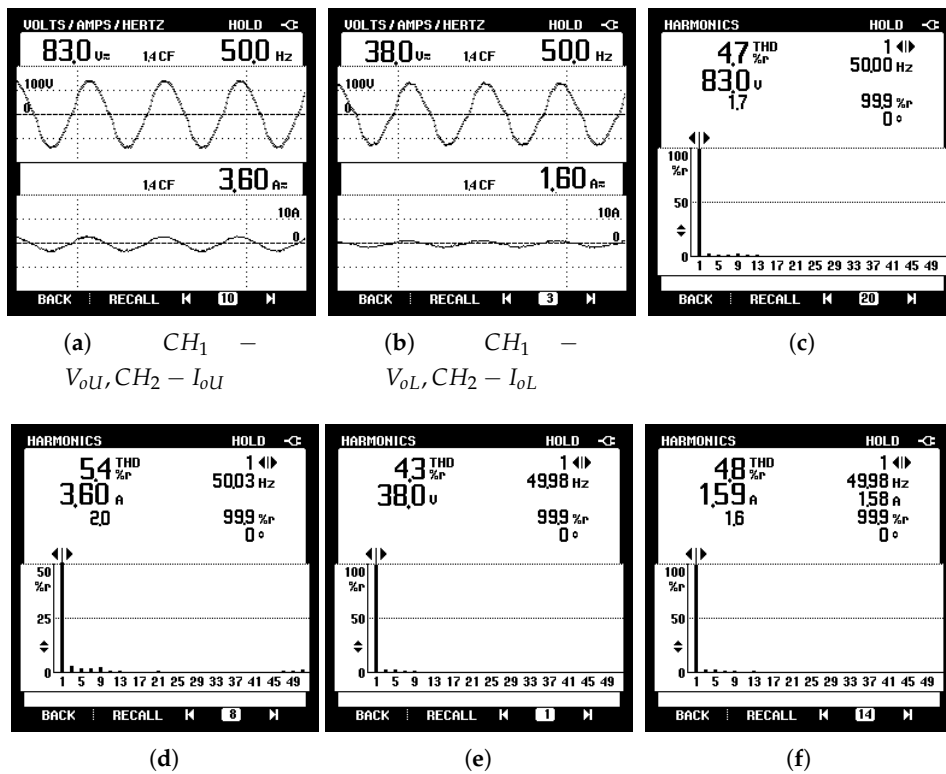 VOLTS/AMPS/HERTZ HOLD
83.0 V≂ 1.4 CF 50.0 Hz
100V
0
1.4 CF 3.60 A≂
10A
0
BACK RECALL 10
(a) CH1 − VoU, CH2 − IoU
VOLTS/AMPS/HERTZ HOLD
38.0 V≂ 1.4 CF 50.0 Hz
100V
0
1.4 CF 1.60 A≂
10A
0
BACK RECALL 3
(b) CH1 − VoL, CH2 − IoL
HARMONICS HOLD
4.7 THD %r 1
50.00 Hz
83.0 V
1.7 99.9 %r
0 °
100
%r
50
0
1 5 9 13 17 21 25 29 33 37 41 45 49
BACK RECALL 20
(c)
HARMONICS HOLD
5.4 THD %r 1
50.03 Hz
3.60 A
2.0 99.9 %r
0 °
50
%r
25
0
1 5 9 13 17 21 25 29 33 37 41 45 49
BACK RECALL 8
(d)
HARMONICS HOLD
4.3 THD %r 1
49.98 Hz
38.0 V
99.9 %r
0 °
100
%r
50
0
1 5 9 13 17 21 25 29 33 37 41 45 49
BACK RECALL 1
(e)
HARMONICS HOLD
4.8 THD %r 1
49.98 Hz
1.59 A 1.58 A
1.6 99.9 %r
0 °
100
%r
50
0
1 5 9 13 17 21 25 29 33 37 41 45 49
BACK RECALL 14
(f)